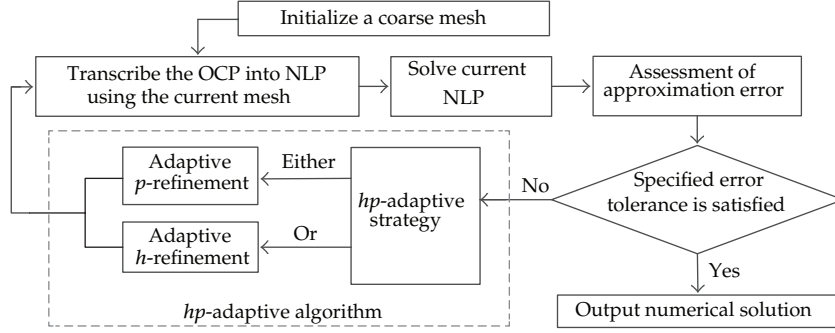 Initialize a coarse mesh
Transcribe the OCP into NLP
using the current mesh
Solve current
NLP
Assessment of
approximation error
Adaptive
p-refinement
Either
hp-adaptive
strategy
No
Specified error
tolerance is satisfied
Adaptive
h-refinement
Or
Yes
hp-adaptive algorithm
Output numerical solution